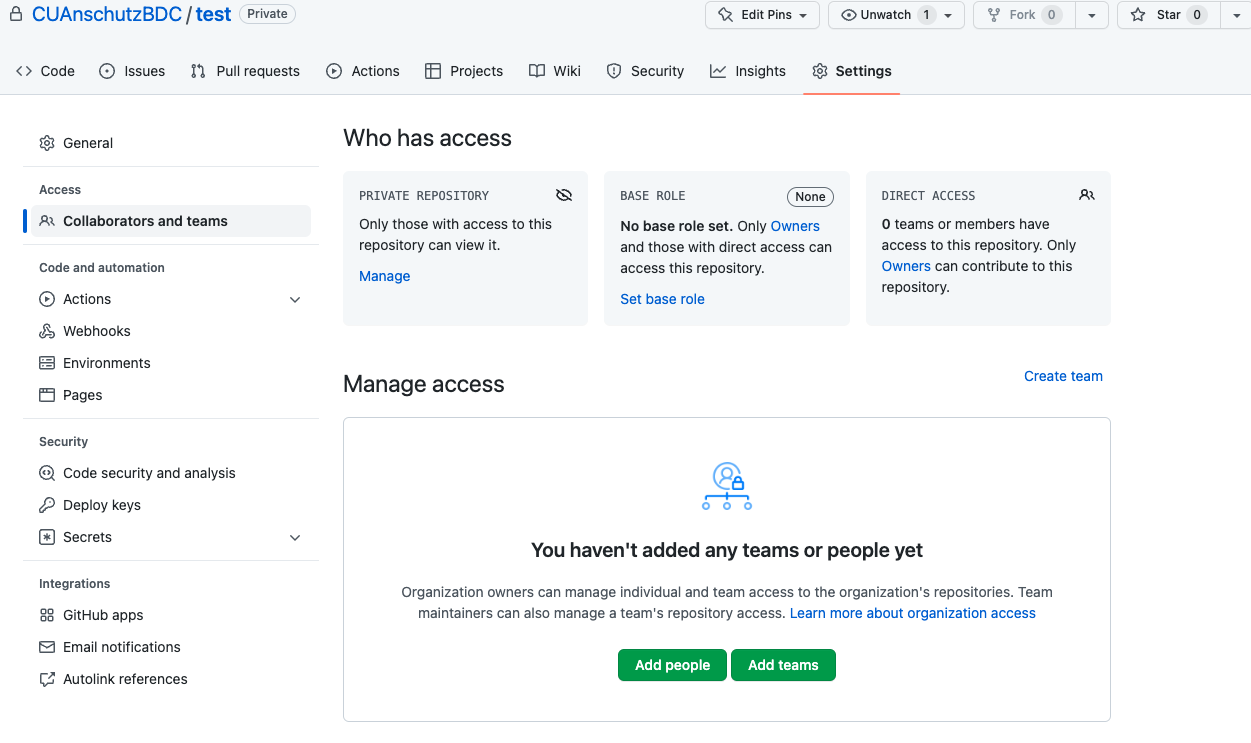 CUAnschutzBDC / test Private
Edit Pins
Unwatch 1
Fork 0
Star 0
Code
Issues
Pull requests
Actions
Projects
Wiki
Security
Insights
Settings
General
Access
Collaborators and teams
Code and automation
Actions
Webhooks
Environments
Pages
Security
Code security and analysis
Deploy keys
Secrets
Integrations
GitHub apps
Email notifications
Autolink references
Who has access
PRIVATE REPOSITORY
Only those with access to this
repository can view it.
Manage
BASE ROLE None
No base role set. Only Owners
and those with direct access can
access this repository.
Set base role
DIRECT ACCESS
0 teams or members have
access to this repository. Only
Owners can contribute to this
repository.
Manage access
Create team
You haven't added any teams or people yet
Organization owners can manage individual and team access to the organization's repositories. Team
maintainers can also manage a team's repository access. Learn more about organization access
Add people
Add teams